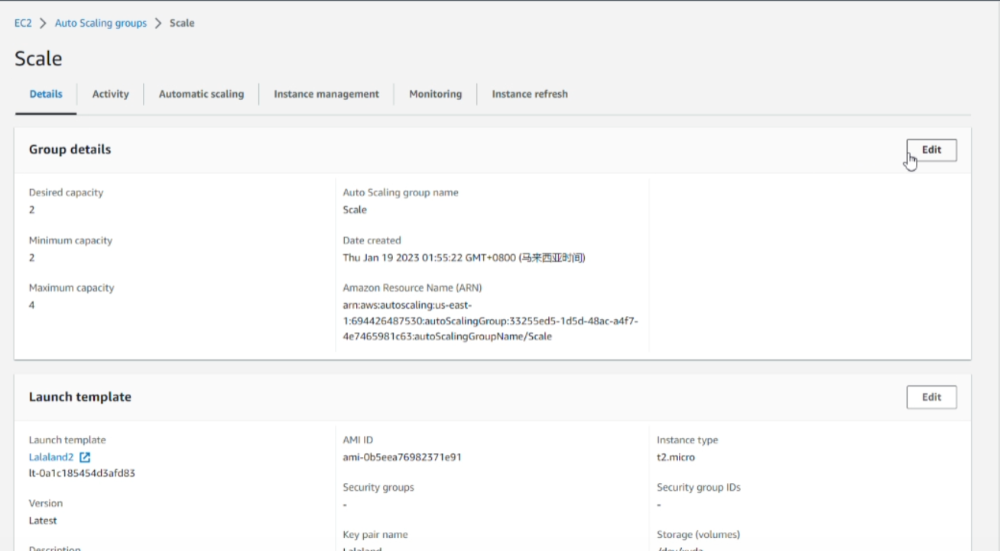 EC2 > Auto Scaling groups > Scale
Scale
Details Activity Automatic scaling Instance management Monitoring Instance refresh
Group details
Edit
Desired capacity
2
Minimum capacity
2
Maximum capacity
4
Auto Scaling group name
Scale
Date created
Thu Jan 19 2023 01:55:22 GMT+0800 (马来西亚时间)
Amazon Resource Name (ARN)
arn:aws:autoscaling:us-east-
1:694426487530:autoScalingGroup:33255ed5-1d5d-48ac-a4f7-
4e7465981c63:autoScalingGroupName/Scale
Launch template
Edit
Launch template
Lalaland2
lt-0a1c185454d3afd83
Version
Latest
Description
AMI ID
ami-0b5eea76982371e91
Security groups
-
Key pair name
Lalaland
Instance type
t2.micro
Security group IDs
-
Storage (volumes)